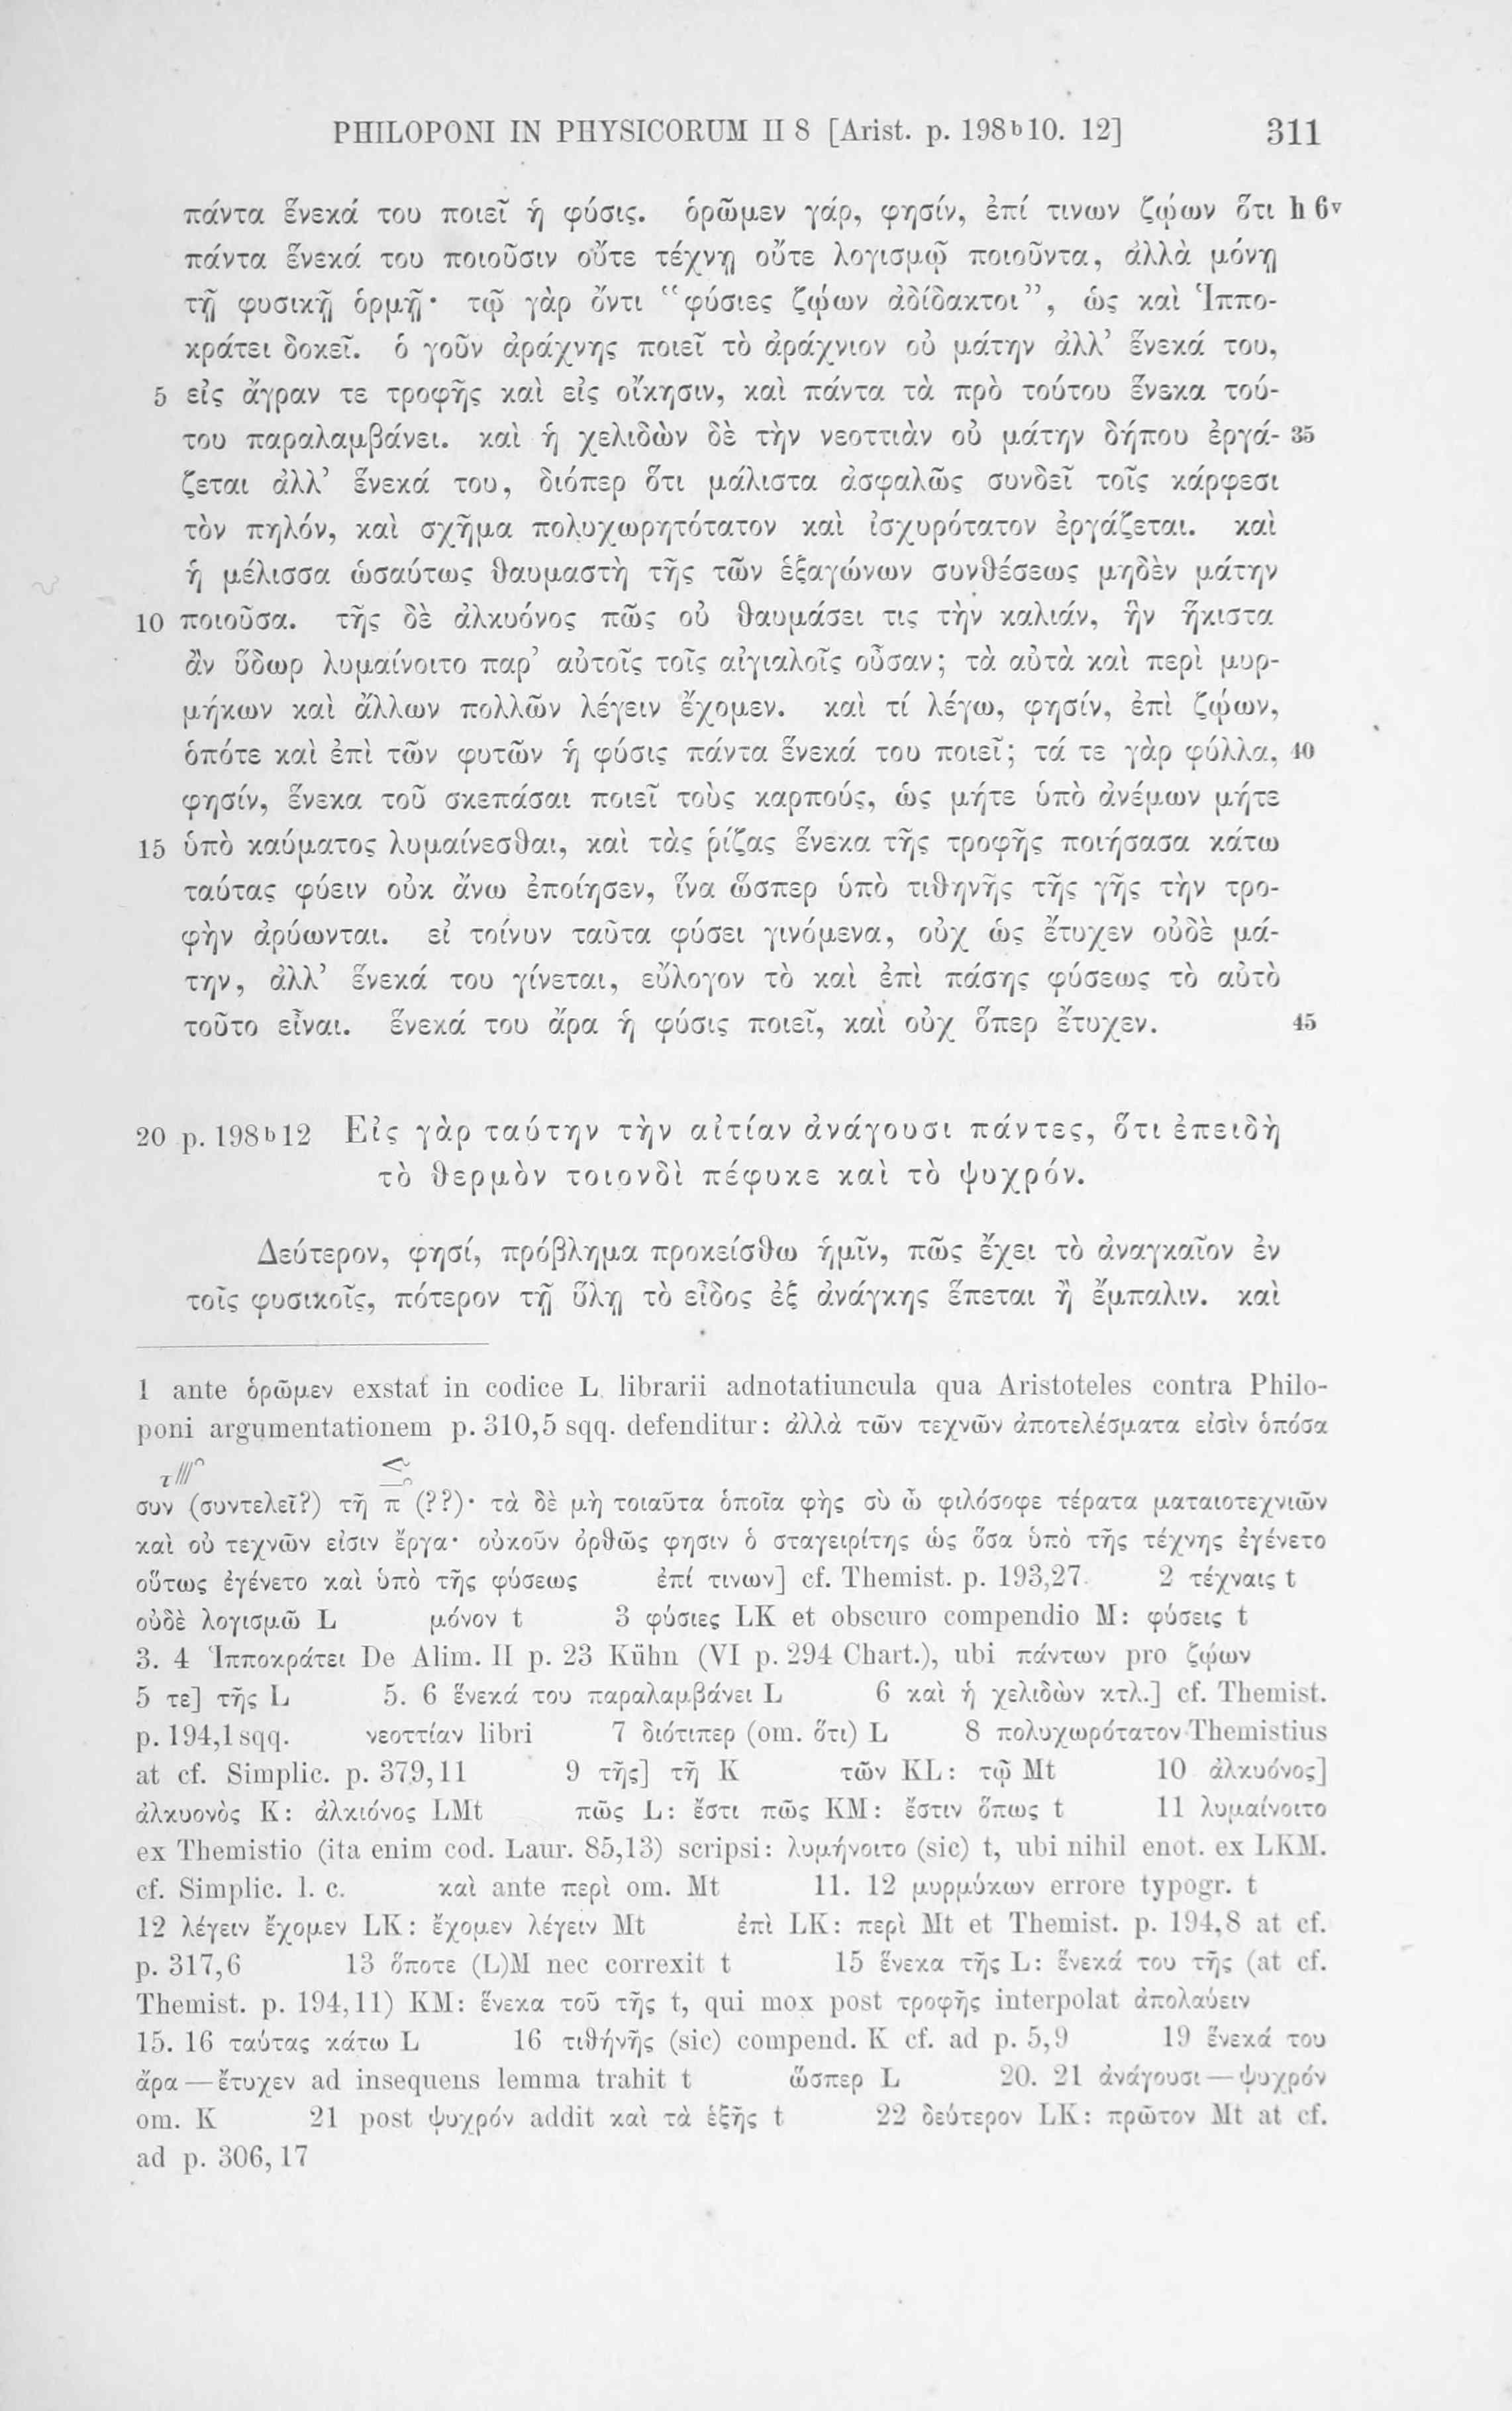 PHILOPONI IN PHYSICORUM II 8 [Arist. p. 198ᵇ10. 12] 311
πάντα ἕνεκά του ποιεῖ ἡ φύσις. ὁρῶμεν γάρ, φησίν, ἐπί τινων ζῴων ὅτι h 6ᵛ
πάντα ἕνεκά του ποιοῦσιν οὔτε τέχνῃ οὔτε λογισμῷ ποιοῦντα, ἀλλὰ μόνῃ
τῇ φυσικῇ ὁρμῇ· τῷ γὰρ ὄντι “φύσιες ζῴων ἀδίδακτοι”, ὡς καὶ Ἱππο-
κράτει δοκεῖ. ὁ γοῦν ἀράχνης ποιεῖ τὸ ἀράχνιον οὐ μάτην ἀλλ’ ἕνεκά του,
5 εἰς ἄγραν τε τροφῆς καὶ εἰς οἴκησιν, καὶ πάντα τὰ πρὸ τούτου ἕνεκα τού-
του παραλαμβάνει. καὶ ἡ χελιδὼν δὲ τὴν νεοττιὰν οὐ μάτην δήπου ἐργά- 35
ζεται ἀλλ’ ἕνεκά του, διόπερ ὅτι μάλιστα ἀσφαλῶς συνδεῖ τοῖς κάρφεσι
τὸν πηλόν, καὶ σχῆμα πολυχωρητότατον καὶ ἰσχυρότατον ἐργάζεται. καὶ
ἡ μέλισσα ὡσαύτως θαυμαστὴ τῆς τῶν ἑξαγώνων συνθέσεως μηδὲν μάτην
10 ποιοῦσα. τῆς δὲ ἀλκυόνος πῶς οὐ θαυμάσει τις τὴν καλιάν, ἣν ἥκιστα
ἂν ὕδωρ λυμαίνοιτο παρ’ αὐτοῖς τοῖς αἰγιαλοῖς οὖσαν; τὰ αὐτὰ καὶ περὶ μυρ-
μήκων καὶ ἄλλων πολλῶν λέγειν ἔχομεν. καὶ τί λέγω, φησίν, ἐπὶ ζῴων,
ὁπότε καὶ ἐπὶ τῶν φυτῶν ἡ φύσις πάντα ἕνεκά του ποιεῖ; τά τε γὰρ φύλλα, 40
φησίν, ἕνεκα τοῦ σκεπάσαι ποιεῖ τοὺς καρπούς, ὡς μήτε ὑπὸ ἀνέμων μήτε
15 ὑπὸ καύματος λυμαίνεσθαι, καὶ τὰς ῥίζας ἕνεκα τῆς τροφῆς ποιήσασα κάτω
ταύτας φύειν οὐκ ἄνω ἐποίησεν, ἵνα ὥσπερ ὑπὸ τιθηνῆς τῆς γῆς τὴν τρο-
φὴν ἀρύωνται. εἰ τοίνυν ταῦτα φύσει γινόμενα, οὐχ ὡς ἔτυχεν οὐδὲ μά-
την, ἀλλ’ ἕνεκά του γίνεται, εὔλογον τὸ καὶ ἐπὶ πάσης φύσεως τὸ αὐτὸ
τοῦτο εἶναι. ἕνεκά του ἄρα ἡ φύσις ποιεῖ, καὶ οὐχ ὅπερ ἔτυχεν. 45
20 p. 198ᵇ12 Εἰς γὰρ ταύτην τὴν αἰτίαν ἀνάγουσι πάντες, ὅτι ἐπειδὴ
τὸ θερμὸν τοιονδὶ πέφυκε καὶ τὸ ψυχρόν.
Δεύτερον, φησί, πρόβλημα προκείσθω ἡμῖν, πῶς ἔχει τὸ ἀναγκαῖον ἐν
τοῖς φυσικοῖς, πότερον τῇ ὕλῃ τὸ εἶδος ἐξ ἀνάγκης ἕπεται ἢ ἔμπαλιν. καὶ
1 ante ὁρῶμεν exstat in codice L librarii adnotatiuncula qua Aristoteles contra Philo-
poni argumentationem p. 310,5 sqq. defenditur: ἀλλὰ τῶν τεχνῶν ἀποτελέσματα εἰσὶν ὁπόσα
συν (συντελεῖ?) τῇ π (??)· τὰ δὲ μὴ τοιαῦτα ὁποῖα φὴς σὺ ὦ φιλόσοφε τέρατα ματαιοτεχνιῶν
καὶ οὐ τεχνῶν εἰσιν ἔργα· οὐκοῦν ὀρθῶς φησιν ὁ σταγειρίτης ὡς ὅσα ὑπὸ τῆς τέχνης ἐγένετο
οὕτως ἐγένετο καὶ ὑπὸ τῆς φύσεως ἐπί τινων] cf. Themist. p. 193,27 2 τέχναις t
οὐδὲ λογισμῶ L μόνον t 3 φύσιες LK et obscuro compendio M: φύσεις t
3. 4 Ἱπποκράτει De Alim. II p. 23 Kühn (VI p. 294 Chart.), ubi πάντων pro ζῴων
5 τε] τῆς L 5. 6 ἕνεκά του παραλαμβάνει L 6 καὶ ἡ χελιδὼν κτλ.] cf. Themist.
p. 194,1 sqq. νεοττίαν libri 7 διότιπερ (om. ὅτι) L 8 πολυχωρότατον Themistius
at cf. Simplic. p. 379,11 9 τῆς] τῆ K τῶν KL: τῷ Mt 10 ἀλκυόνος]
ἀλκυονὸς K: ἀλκιόνος LMt πῶς L: ἔστι πῶς KM: ἔστιν ὅπως t 11 λυμαίνοιτο
ex Themistio (ita enim cod. Laur. 85,13) scripsi: λυμήνοιτο (sic) t, ubi nihil enot. ex LKM.
cf. Simplic. l. c. καὶ ante περὶ om. Mt 11. 12 μυρμύκων errore typogr. t
12 λέγειν ἔχομεν LK: ἔχομεν λέγειν Mt ἐπὶ LK: περὶ Mt et Themist. p. 194,8 at cf.
p. 317,6 13 ὅποτε (L)M nec correxit t 15 ἕνεκα τῆς L: ἕνεκά του τῆς (at cf.
Themist. p. 194,11) KM: ἕνεκα τοῦ τῆς t, qui mox post τροφῆς interpolat ἀπολαύειν
15. 16 ταύτας κάτω L 16 τιθήνῆς (sic) compend. K cf. ad p. 5,9 19 ἕνεκά του
ἄρα — ἔτυχεν ad insequens lemma trahit t ὥσπερ L 20. 21 ἀνάγουσι — ψυχρόν
om. K 21 post ψυχρόν addit καὶ τὰ ἑξῆς t 22 δεύτερον LK: πρῶτον Mt at cf.
ad p. 306,17